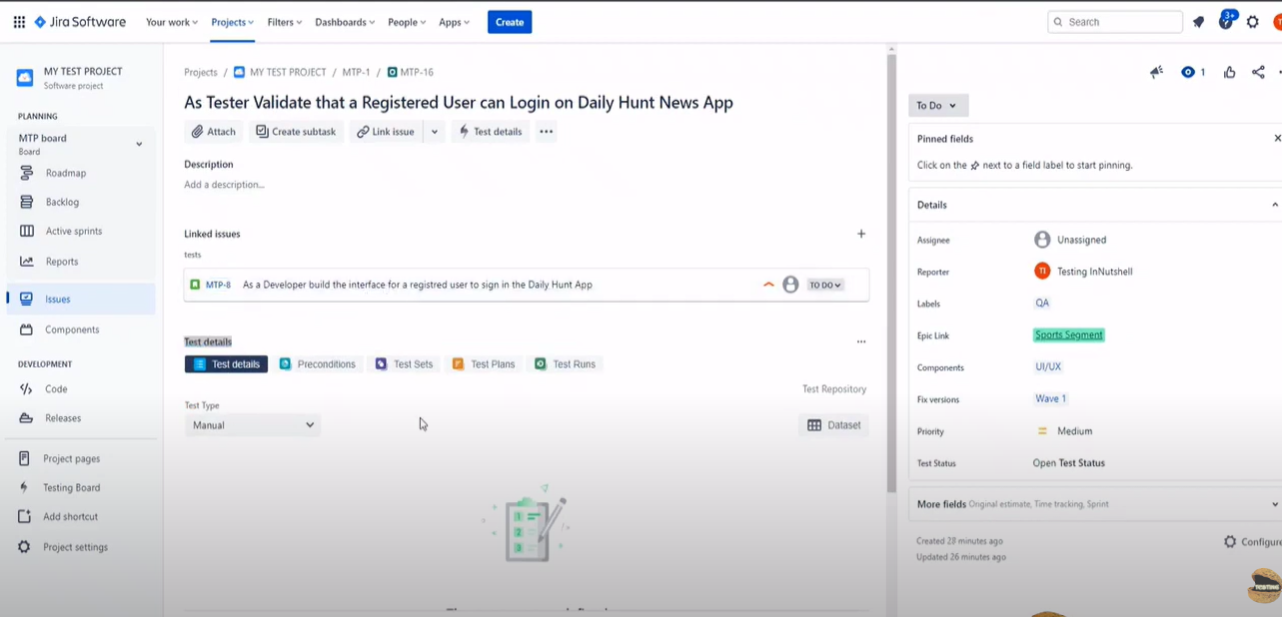 Jira Software Your work Projects Filters Dashboards People Apps Create Search 3+
MY TEST PROJECT
Software project
PLANNING
MTP board
Board
Roadmap
Backlog
Active sprints
Reports
Issues
Components
DEVELOPMENT
Code
Releases
Project pages
Testing Board
Add shortcut
Project settings
Projects / MY TEST PROJECT / MTP-1 / MTP-16
As Tester Validate that a Registered User can Login on Daily Hunt News App
Attach Create subtask Link issue Test details
Description
Add a description...
Linked issues
tests
MTP-8 As a Developer build the interface for a registred user to sign in the Daily Hunt App TO DO
Test details
Test details Preconditions Test Sets Test Plans Test Runs
Test Repository
Test Type
Manual
Dataset
1
2
3
1
To Do
Pinned fields
Click on the next to a field label to start pinning.
Details
Assignee Unassigned
Reporter TI Testing InNutshell
Labels QA
Epic Link Sports Segment
Components UI/UX
Fix versions Wave 1
Priority Medium
Test Status Open Test Status
More fields Original estimate, Time tracking, Sprint
Created 28 minutes ago
Configure
Updated 26 minutes ago